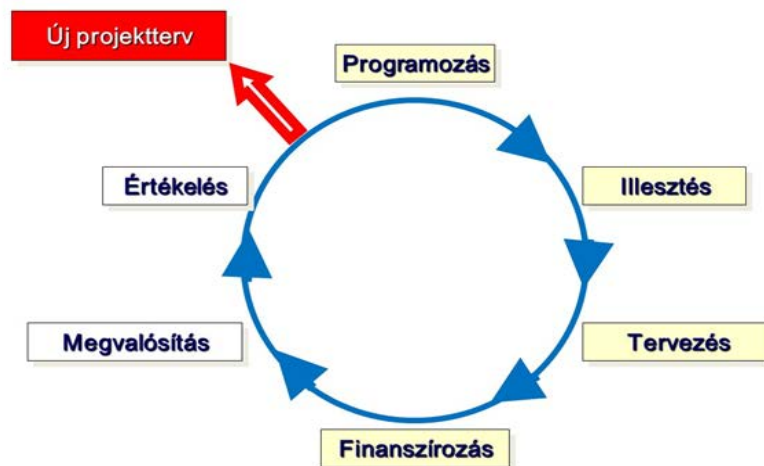 Új projektterv
Programozás
Illesztés
Tervezés
Finanszírozás
Megvalósítás
Értékelés